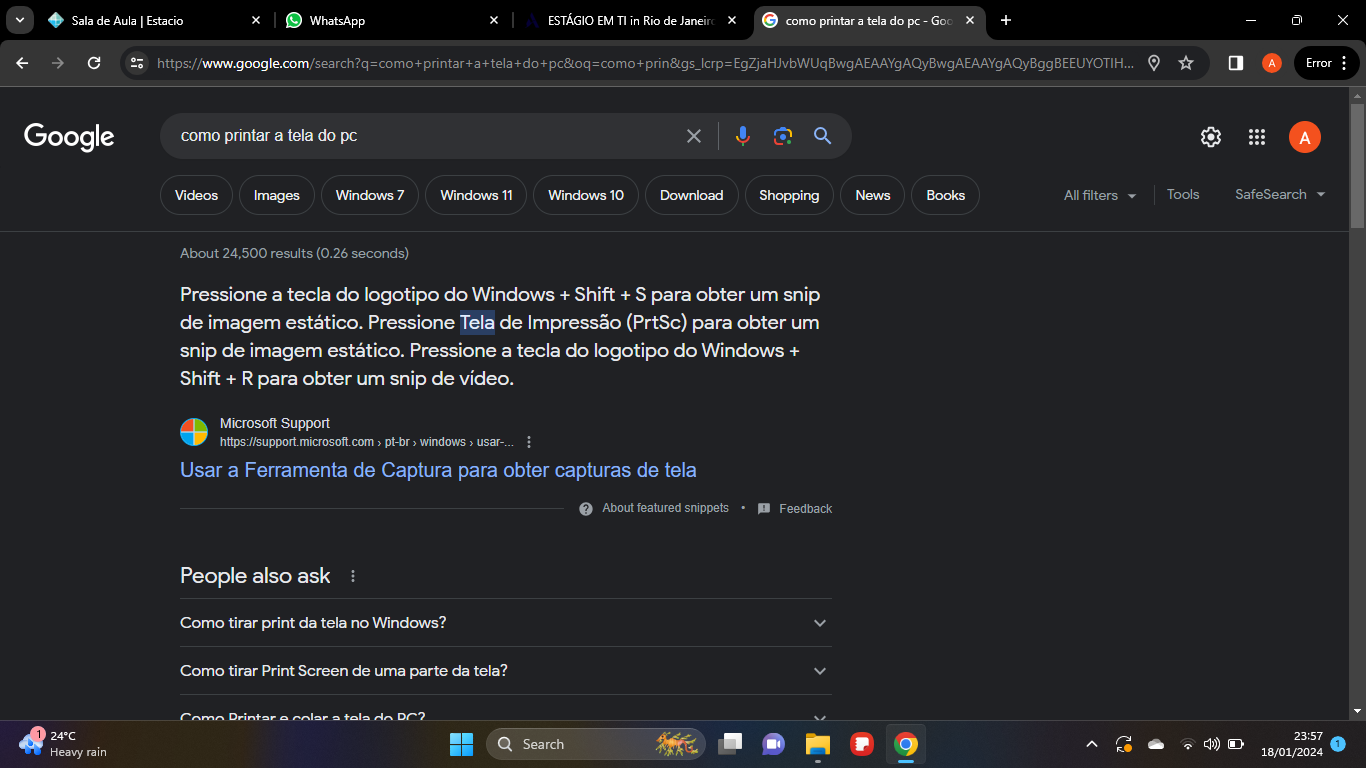 Sala de Aula | Estacio
WhatsApp
ESTÁGIO EM TI in Rio de Janeiro
como printar a tela do pc - Goo
https://www.google.com/search?q=como+printar+a+tela+do+pc&oq=como+prin&gs_lcrp=EgZjaHJvbWUqBwgAEAAYgAQyBwgAEAAYgAQyBggBEEUYOTIH...
A
Error
Google
como printar a tela do pc
A
Videos
Images
Windows 7
Windows 11
Windows 10
Download
Shopping
News
Books
All filters
Tools
SafeSearch
About 24,500 results (0.26 seconds)
Pressione a tecla do logotipo do Windows + Shift + S para obter um snip
de imagem estático. Pressione Tela de Impressão (PrtSc) para obter um
snip de imagem estático. Pressione a tecla do logotipo do Windows +
Shift + R para obter um snip de vídeo.
Microsoft Support
https://support.microsoft.com › pt-br › windows › usar-...
Usar a Ferramenta de Captura para obter capturas de tela
About featured snippets • Feedback
People also ask
Como tirar print da tela no Windows?
Como tirar Print Screen de uma parte da tela?
Como Printar e colar a tela do PC?
1
24°C
Heavy rain
Search
23:57
18/01/2024
1